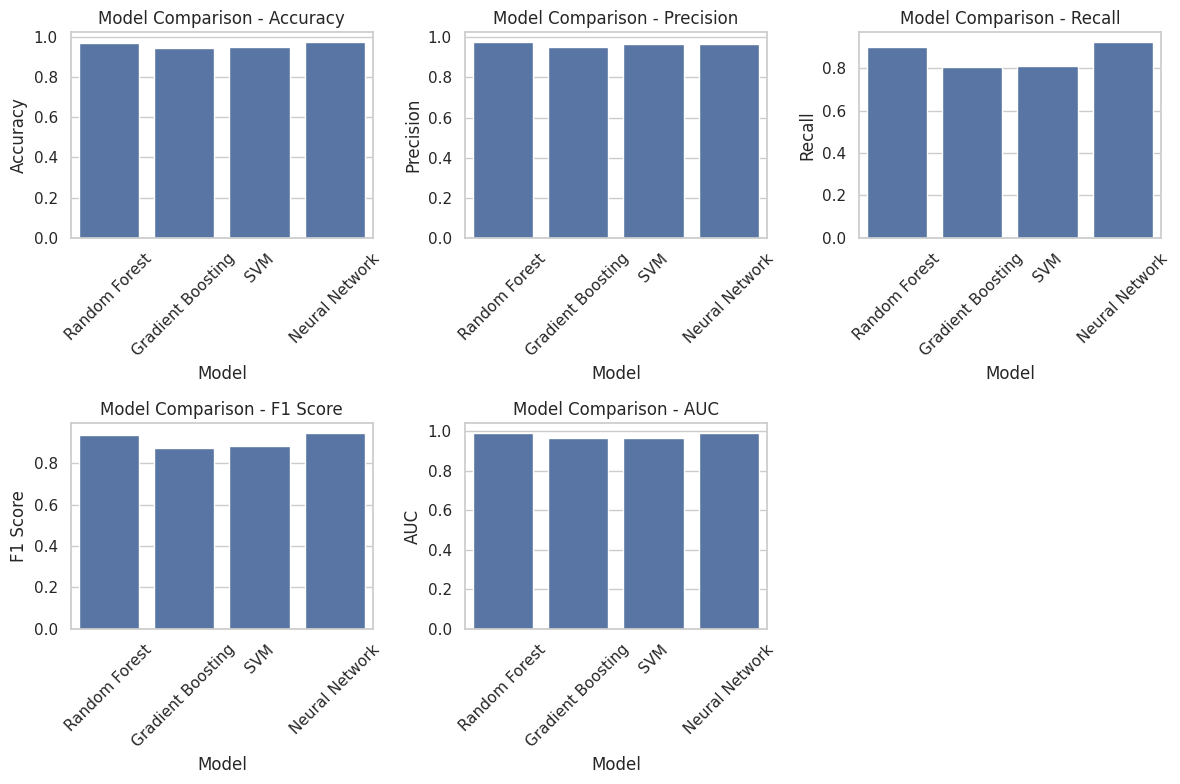 Model Comparison - Accuracy
Accuracy
1.0
0.8
0.6
0.4
0.2
0.0
Random Forest
Gradient Boosting
SVM
Neural Network
Model
Model Comparison - Precision
Precision
1.0
0.8
0.6
0.4
0.2
0.0
Random Forest
Gradient Boosting
SVM
Neural Network
Model
Model Comparison - Recall
Recall
0.8
0.6
0.4
0.2
0.0
Random Forest
Gradient Boosting
SVM
Neural Network
Model
Model Comparison - F1 Score
F1 Score
0.8
0.6
0.4
0.2
0.0
Random Forest
Gradient Boosting
SVM
Neural Network
Model
Model Comparison - AUC
AUC
1.0
0.8
0.6
0.4
0.2
0.0
Random Forest
Gradient Boosting
SVM
Neural Network
Model